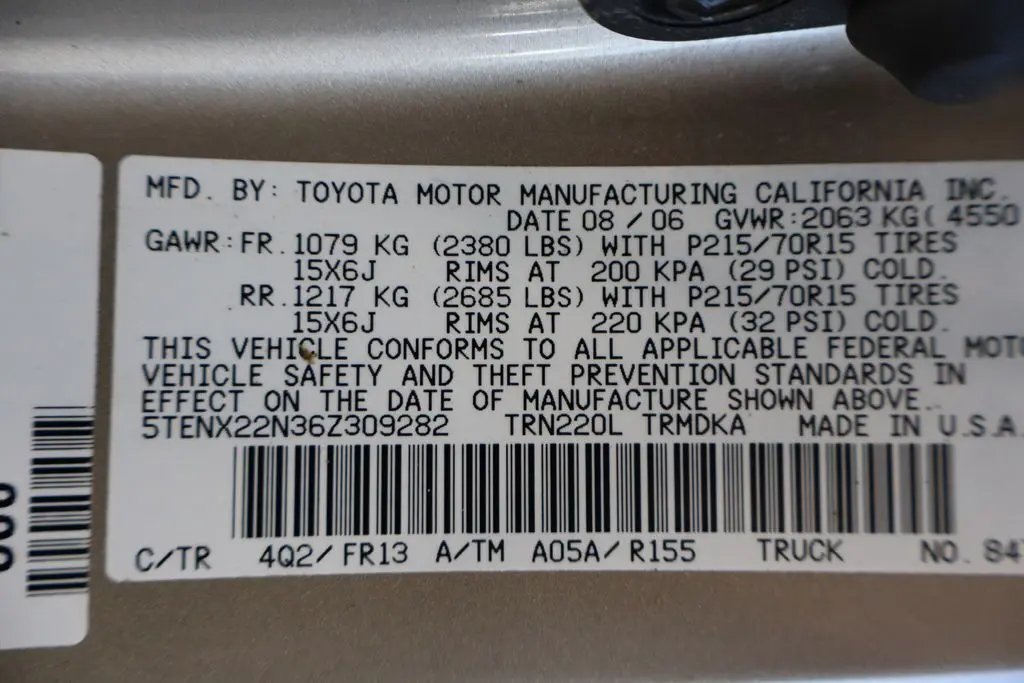 MFD. BY: TOYOTA MOTOR MANUFACTURING CALIFORNIA INC.
DATE 08 / 06 GVWR:2063 KG( 4550
GAWR: FR. 1079 KG (2380 LBS) WITH P215/70R15 TIRES
15X6J RIMS AT 200 KPA (29 PSI) COLD.
RR. 1217 KG (2685 LBS) WITH P215/70R15 TIRES
15X6J RIMS AT 220 KPA (32 PSI) COLD.
THIS VEHICLE CONFORMS TO ALL APPLICABLE FEDERAL MOTO
VEHICLE SAFETY AND THEFT PREVENTION STANDARDS IN
EFFECT ON THE DATE OF MANUFACTURE SHOWN ABOVE.
5TENX22N36Z309282 TRN220L TRMDKA MADE IN U.S.A.
C/TR 4Q2/ FR13 A/TM A05A/ R155 TRUCK NO. 847